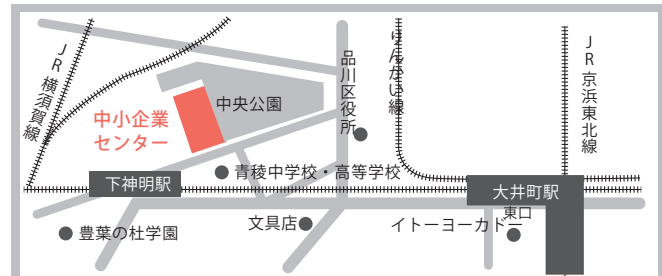 JR横須賀線
中小企業
センター
中央公園
品川区役所
りんかい線
JR京浜東北線
下神明駅
青稜中学校・高等学校
大井町駅
東口
豊葉の杜学園
文具店
イトーヨーカドー